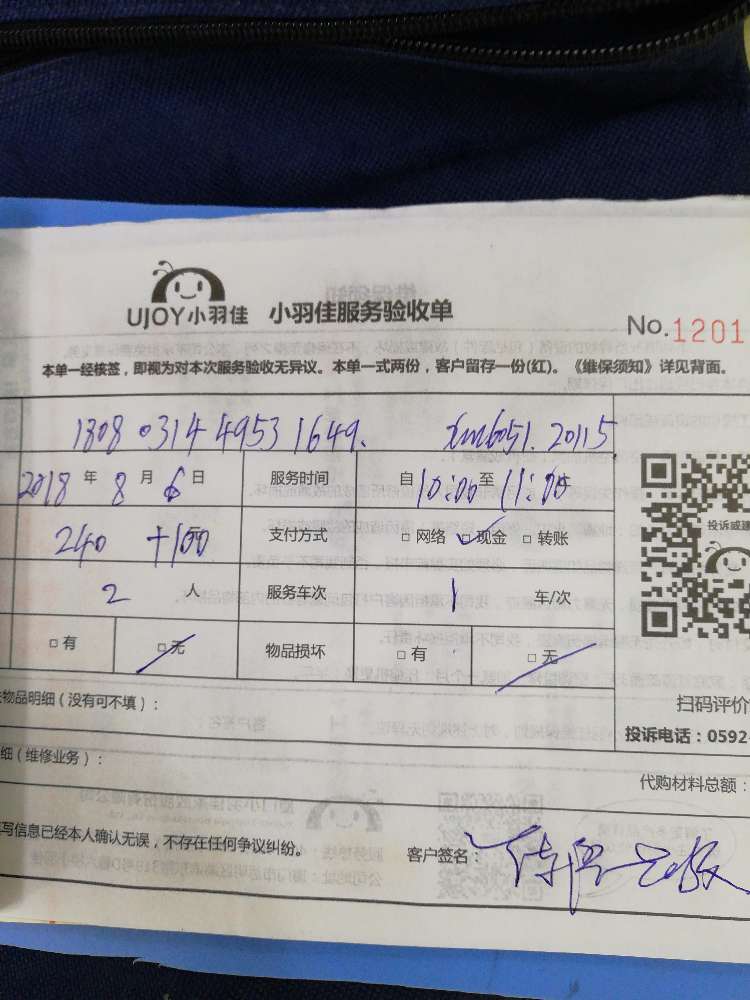 UJOY小羽佳 小羽佳服务验收单
No.1201
本单一经核签，即视为对本次服务验收无异议。本单一式两份，客户留存一份(红)。《维保须知》详见背面。
1808 0314 4953 1649. xm6051. 20115
2018 年 8 月 6 日 服务时间 自 10:00 至 11:00
240 +100 支付方式 □ 网络 □ 现金 □ 转账
2 人 服务车次 1 车/次
□ 有 □ 无 物品损坏 □ 有 □ 无
投诉或建
物品明细（没有可不填）：
扫码评价
投诉电话：0592-
细（维修业务）：
代购材料总额：
写信息已经本人确认无误，不存在任何争议纠纷。
客户签名：